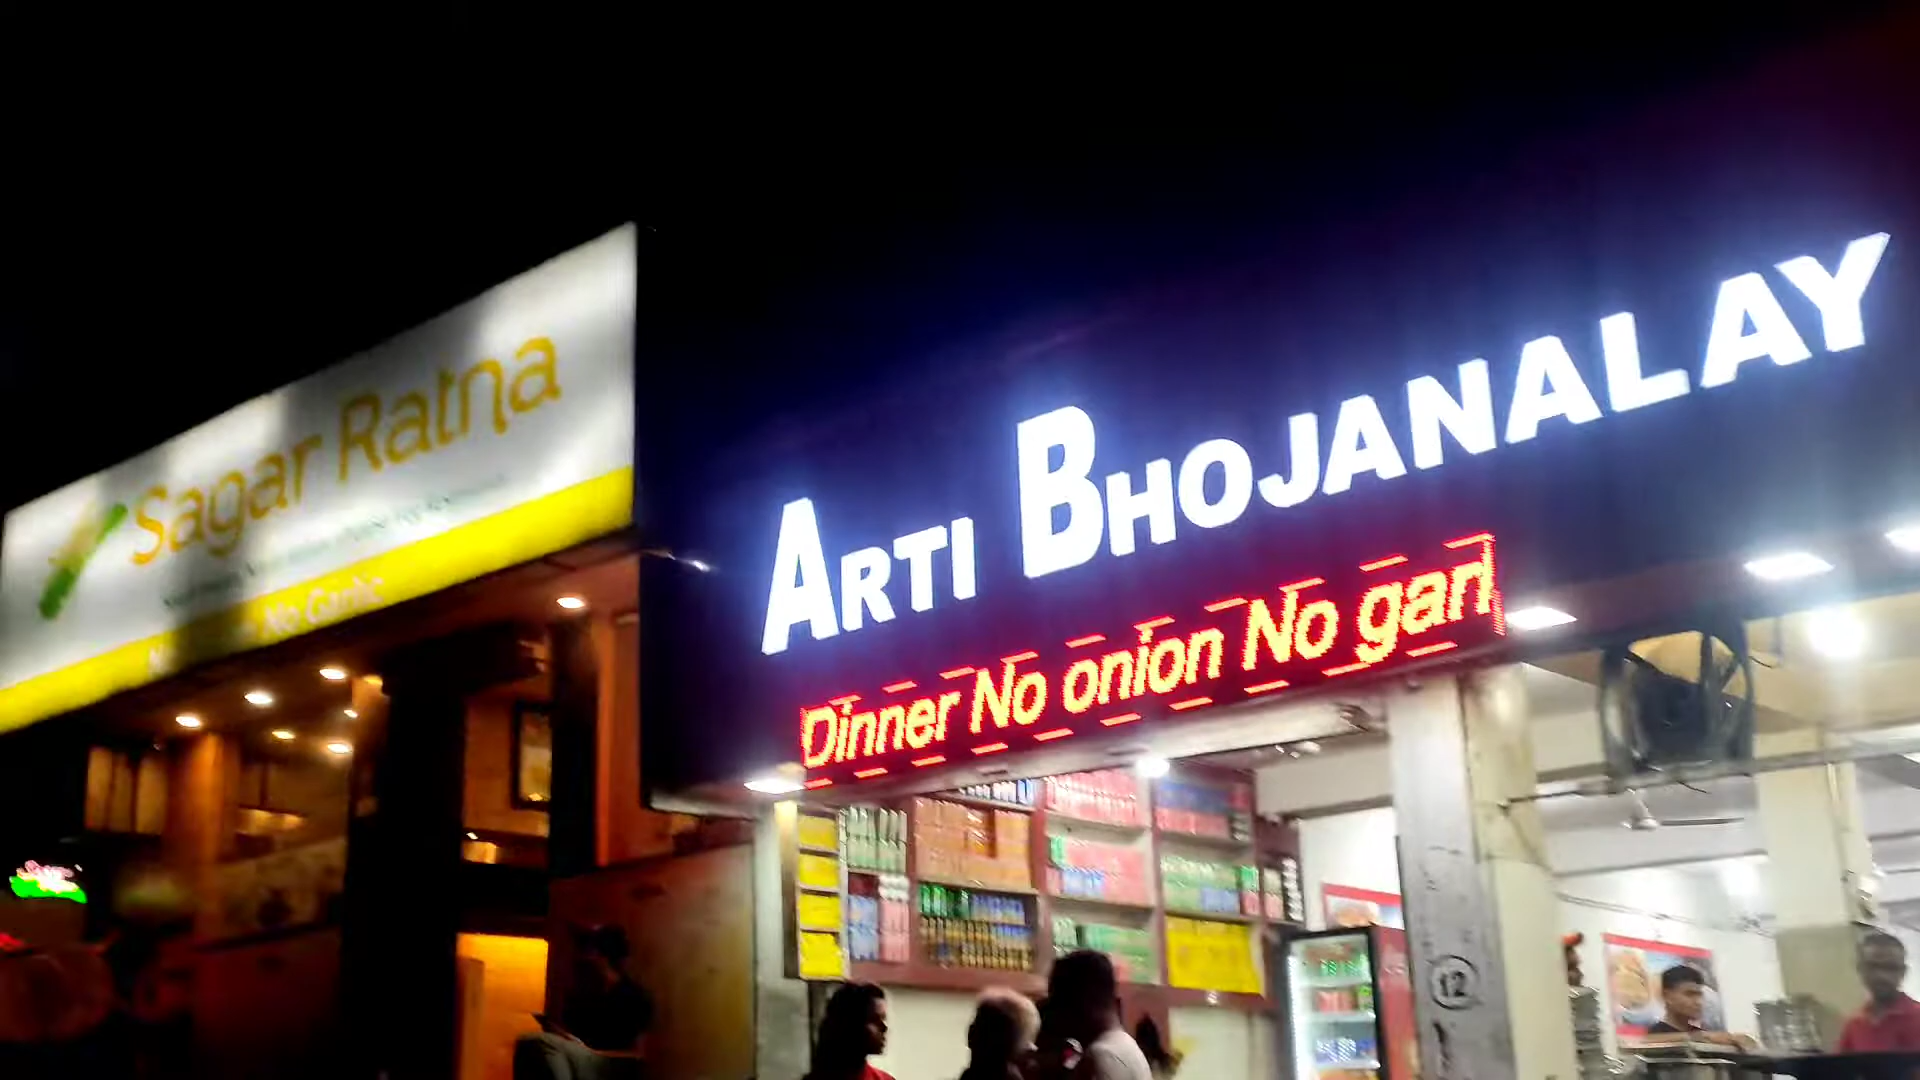 Sagar Ratna
No Garlic
ARTI BHOJANALAY
Dinner No onion No garl
12